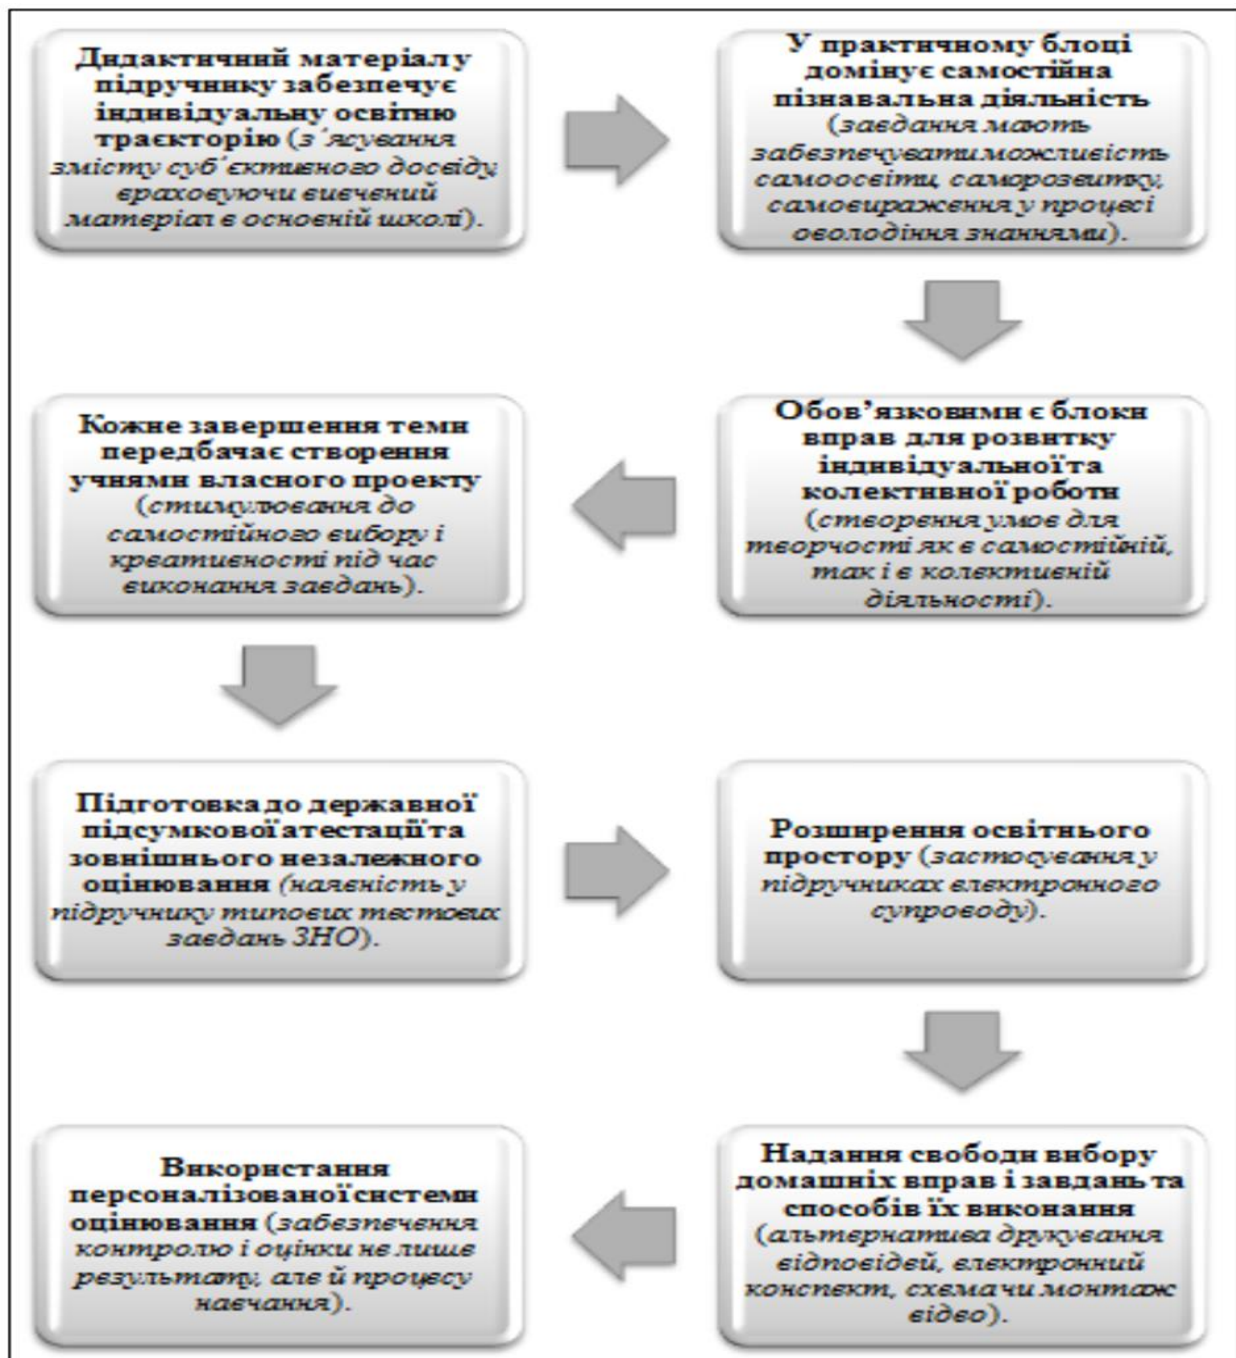 Дидактичний матеріал у
підручнику забезпечує
індивідуальну освітню
траєкторію (з´ясування
змісту суб´єктивного досвіду,
враховуючи вивчений
матеріал в основній школі).
У практичному блоці
домінує самостійна
пізнавальна діяльність
(завдання мають
забезпечувати можливість
самоосвіти, саморозвитку,
самовираження у процесі
оволодіння знаннями).
Обов’язковими є блоки
вправ для розвитку
індивідуальної та
колективної роботи
(створення умов для
творчості як в самостійній,
так і в колективній
діяльності).
Кожне завершення теми
передбачає створення
учнями власного проекту
(стимулювання до
самостійного вибору і
креативності під час
виконання завдань).
Підготовка до державної
підсумкової атестації та
зовнішнього незалежного
оцінювання (наявність у
підручнику типових тестових
завдань ЗНО).
Розширення освітнього
простору (застосування у
підручниках електронного
супроводу).
Надання свободи вибору
домашніх вправ і завдань та
способів їх виконання
(альтернатива друкування
відповідей, електронний
конспект, схема чи монтаж
відео).
Використання
персоналізованої системи
оцінювання (забезпечення
контролю і оцінки не лише
результату, але й процесу
навчання).